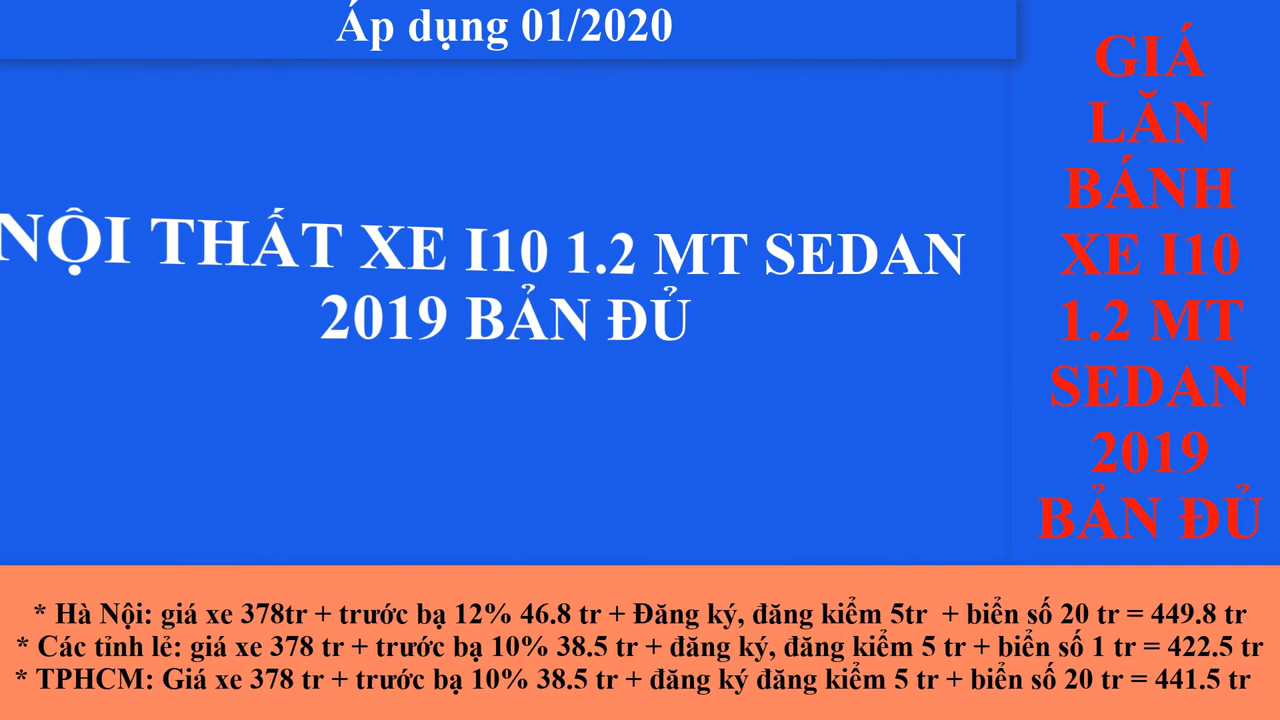 Áp dụng 01/2020
NỘI THẤT XE I10 1.2 MT SEDAN
2019 BẢN ĐỦ
GIÁ
LĂN
BÁNH
XE I10
1.2 MT
SEDAN
2019
BẢN ĐỦ
* Hà Nội: giá xe 378tr + trước bạ 12% 46.8 tr + Đăng ký, đăng kiểm 5tr + biển số 20 tr = 449.8 tr
* Các tỉnh lẻ: giá xe 378 tr + trước bạ 10% 38.5 tr + đăng ký, đăng kiểm 5 tr + biển số 1 tr = 422.5 tr
* TPHCM: Giá xe 378 tr + trước bạ 10% 38.5 tr + đăng ký đăng kiểm 5 tr + biển số 20 tr = 441.5 tr